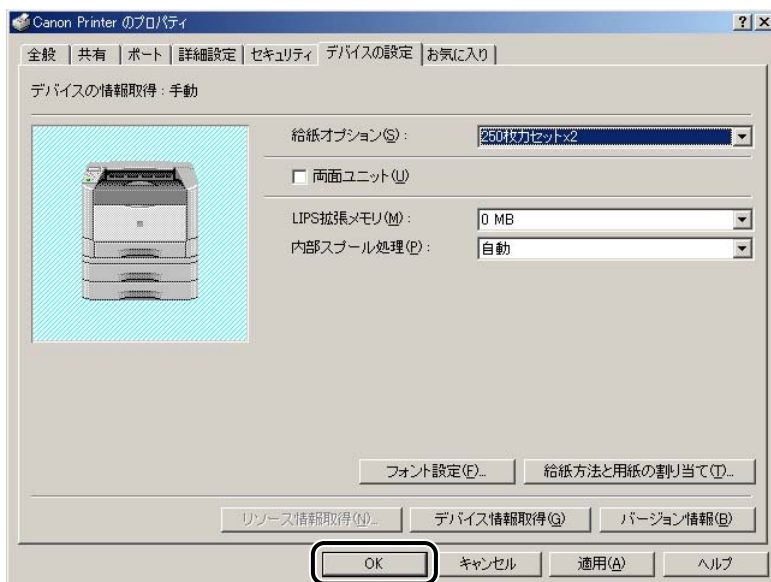 Canon Printer のプロパティ
全般 共有 ポート 詳細設定 セキュリティ デバイスの設定 お気に入り
デバイスの情報取得 : 手動
給紙オプション(S) : 250枚カセットx2
両面ユニット(U)
LIPS拡張メモリ(M) : 0 MB
内部スプール処理(P) : 自動
フォント設定(F)... 給紙方法と用紙の割り当て(T)...
リソース情報取得(N)... デバイス情報取得(G) バージョン情報(B)
OK キャンセル 適用(A) ヘルプ